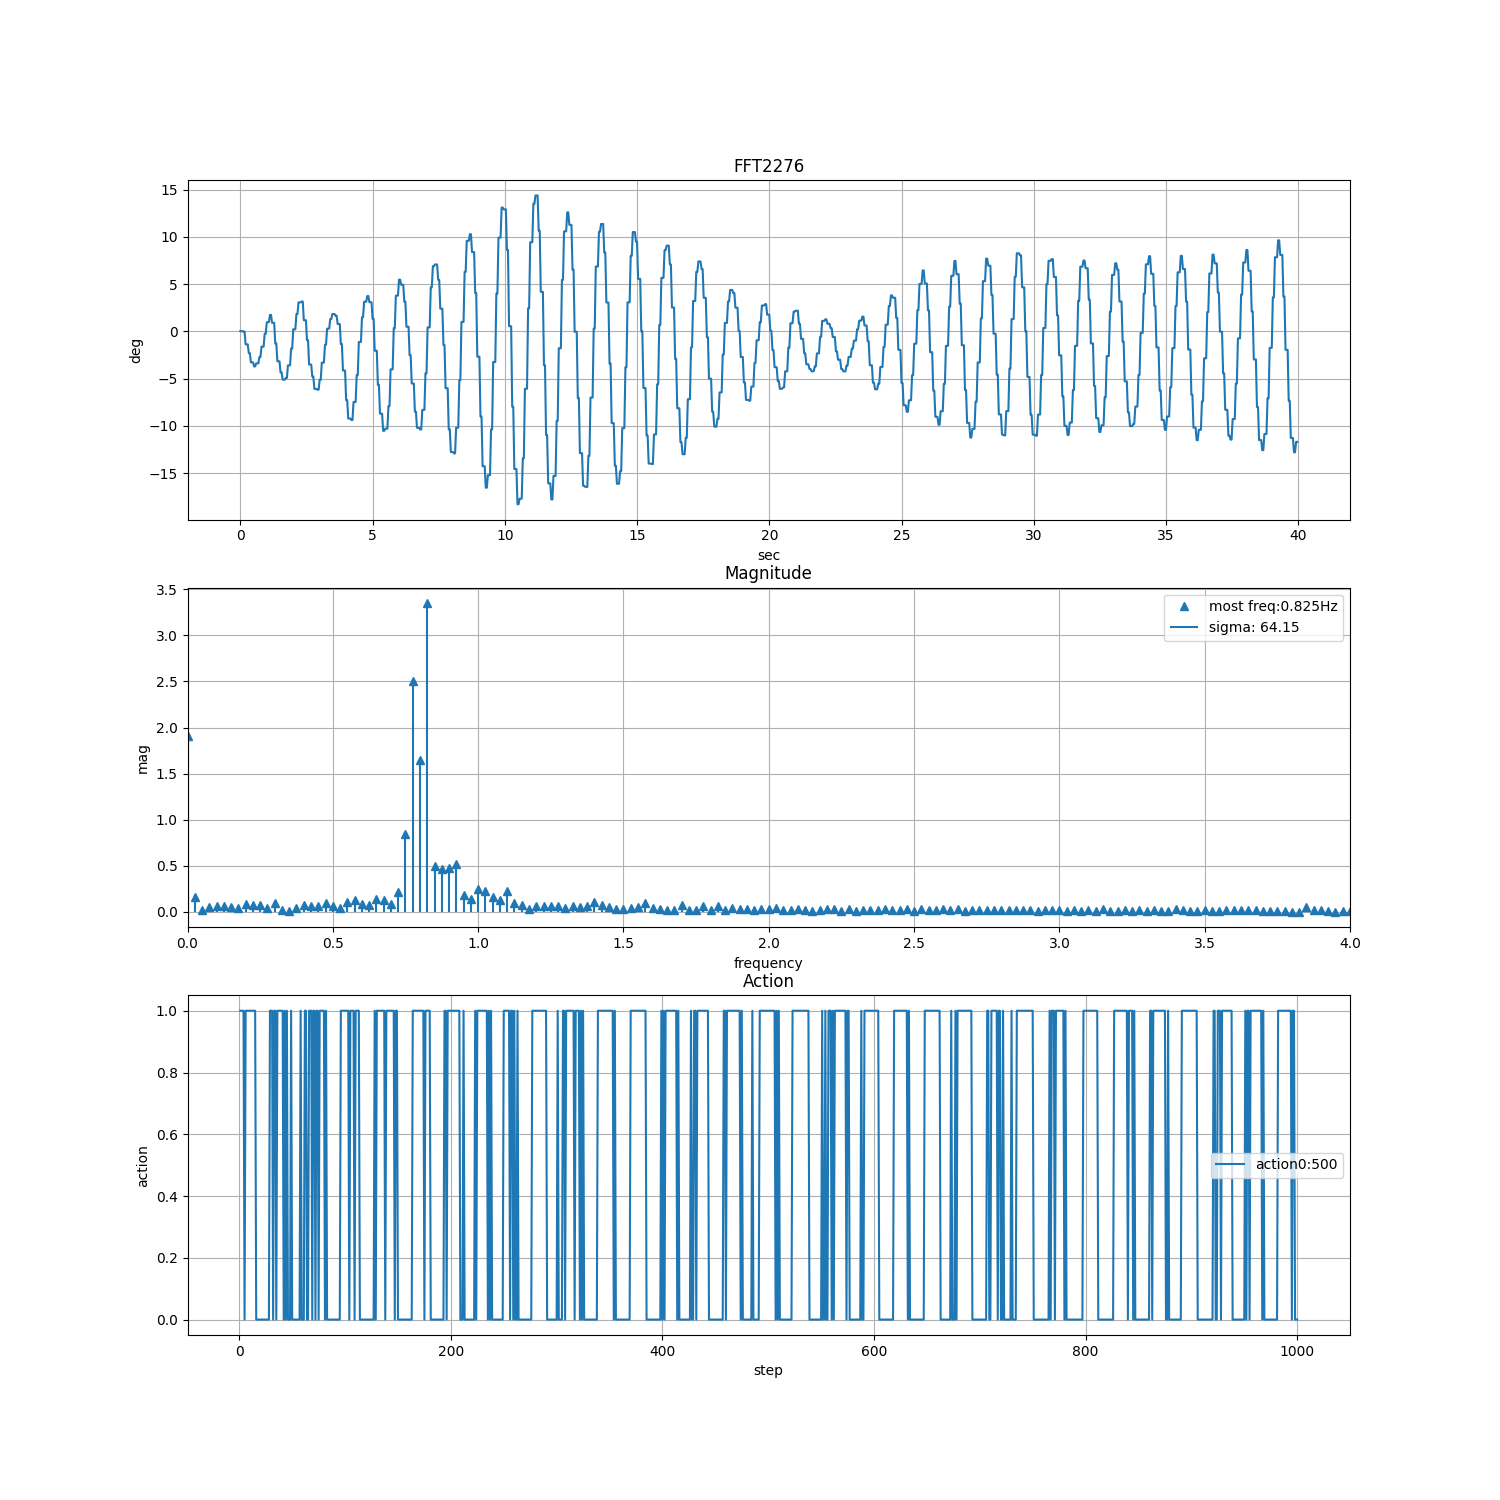 FFT2276
15
10
5
0
−5
−10
−15
deg
0 5 10 15 20 25 30 35 40
sec
Magnitude
3.5
3.0
2.5
2.0
1.5
1.0
0.5
0.0
mag
most freq:0.825Hz
sigma: 64.15
0.0 0.5 1.0 1.5 2.0 2.5 3.0 3.5 4.0
frequency
Action
1.0
0.8
0.6
0.4
0.2
0.0
action
action0:500
0 200 400 600 800 1000
step